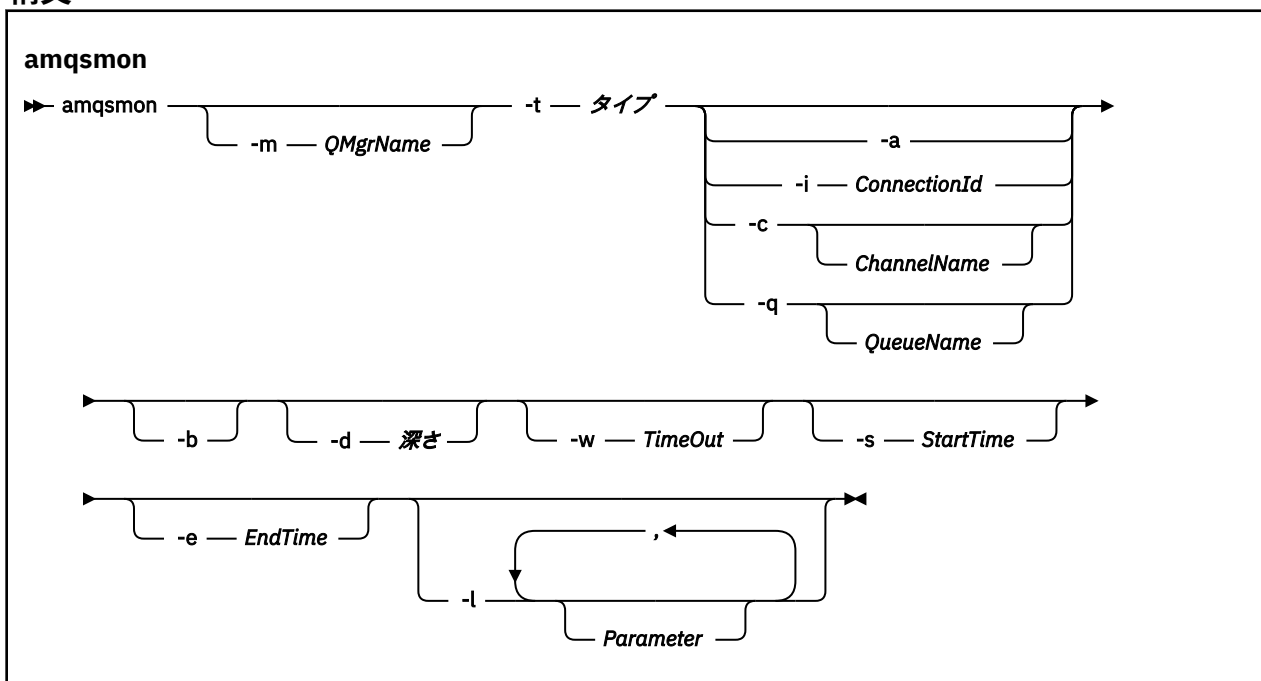 構文
amqsmon
amqsmon -m QMgrName -t タイプ
-a
-i ConnectionId
-c ChannelName
-q QueueName
-b -d 深さ -w TimeOut -s StartTime
-e EndTime -l , Parameter